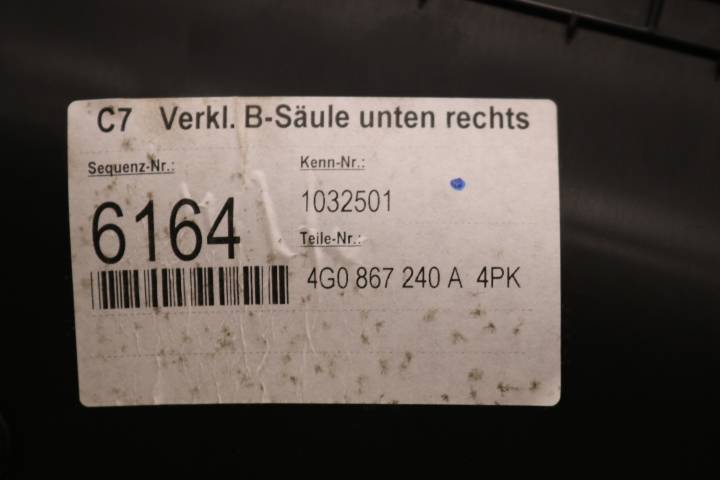 C7 Verkl. B-Säule unten rechts
Sequenz-Nr.:
6164
Kenn-Nr.:
1032501
Teile-Nr.:
4G0 867 240 A 4PK